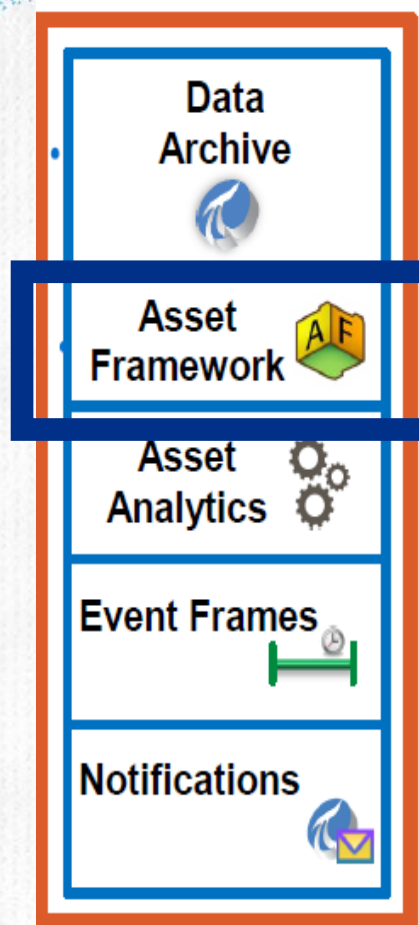 Data
Archive
Asset
Framework
A F
Asset
Analytics
Event Frames
Notifications